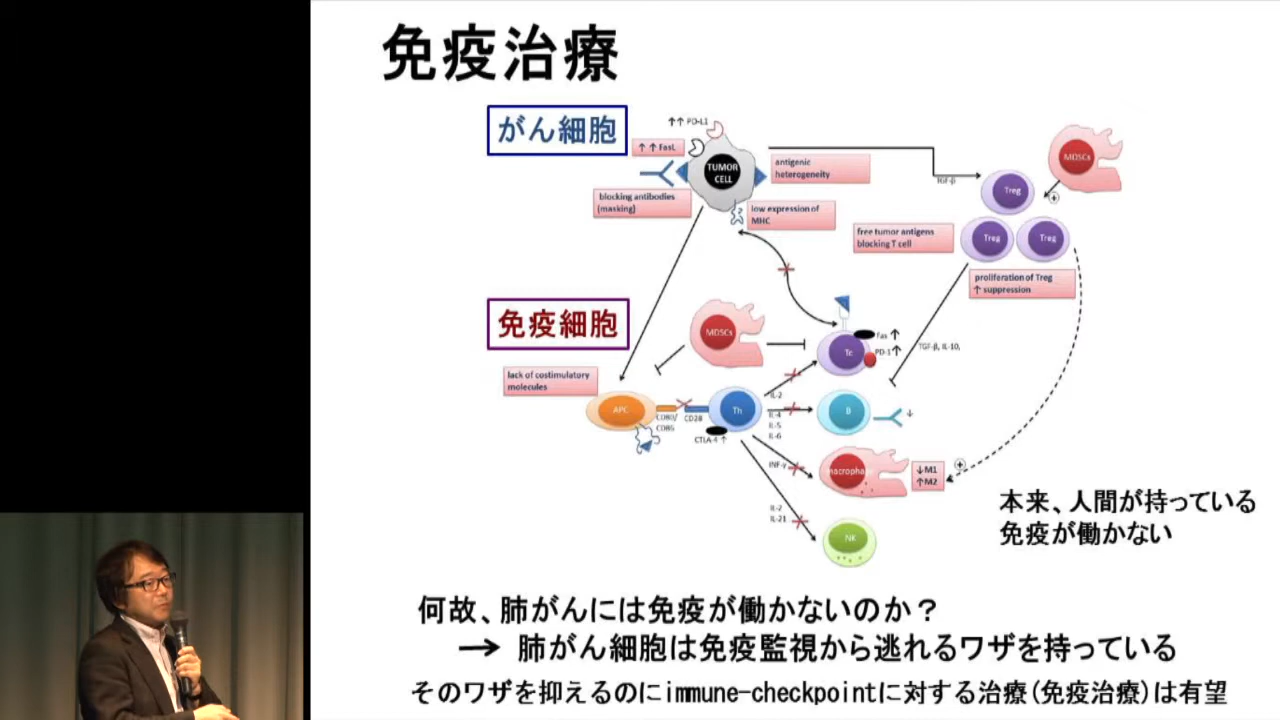 免疫治療
がん細胞
↑↑ PD-L1
↑ ↑ FasL
TUMOR
CELL
antigenic
heterogeneity
blocking antibodies
(masking)
low expression of
MHC
TGF-β
MDSCs
+
Treg
Treg
Treg
free tumor antigens
blocking T cell
proliferation of Treg
↑ suppression
免疫細胞
MDSCs
Fas ↑
Tc
PD-1↑
TGF-β, IL-10,
lack of costimulatory
molecules
APC
CD80/
CD86
CD28
Th
CTLA-4 ↑
IL-2
IL-4
IL-5
IL-6
B
↓
INF-γ
macrophage
↓M1
↑M2
+
IL-2
IL-21
NK
本来、人間が持っている
免疫が働かない
何故、肺がんには免疫が働かないのか？
→ 肺がん細胞は免疫監視から逃れるワザを持っている
そのワザを抑えるのにimmune-checkpointに対する治療(免疫治療)は有望